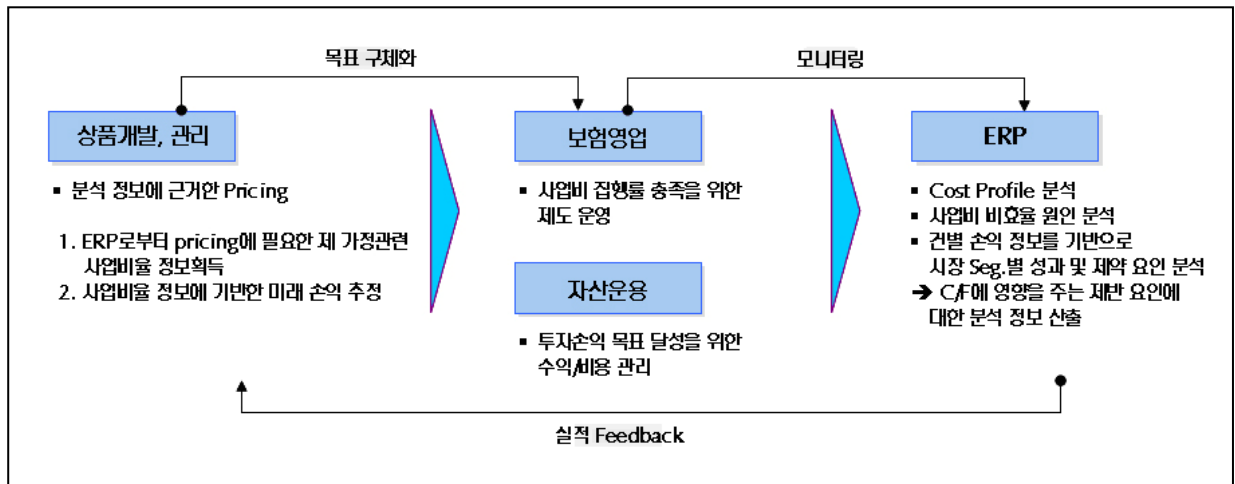 목표 구체화
모니터링
상품개발, 관리
▪ 분석 정보에 근거한 Pricing
1. ERP로부터 pricing에 필요한 제 가정관련
사업비율 정보획득
2. 사업비율 정보에 기반한 미래 손익 추정
보험영업
▪ 사업비 집행률 충족을 위한
제도 운영
자산운용
▪ 투자손익 목표 달성을 위한
수익/비용 관리
ERP
▪ Cost Profile 분석
▪ 사업비 비효율 원인 분석
▪ 건별 손익 정보를 기반으로
시장 Seg.별 성과 및 제약 요인 분석
➔ C/F에 영향을 주는 제반 요인에
대한 분석 정보 산출
실적 Feedback